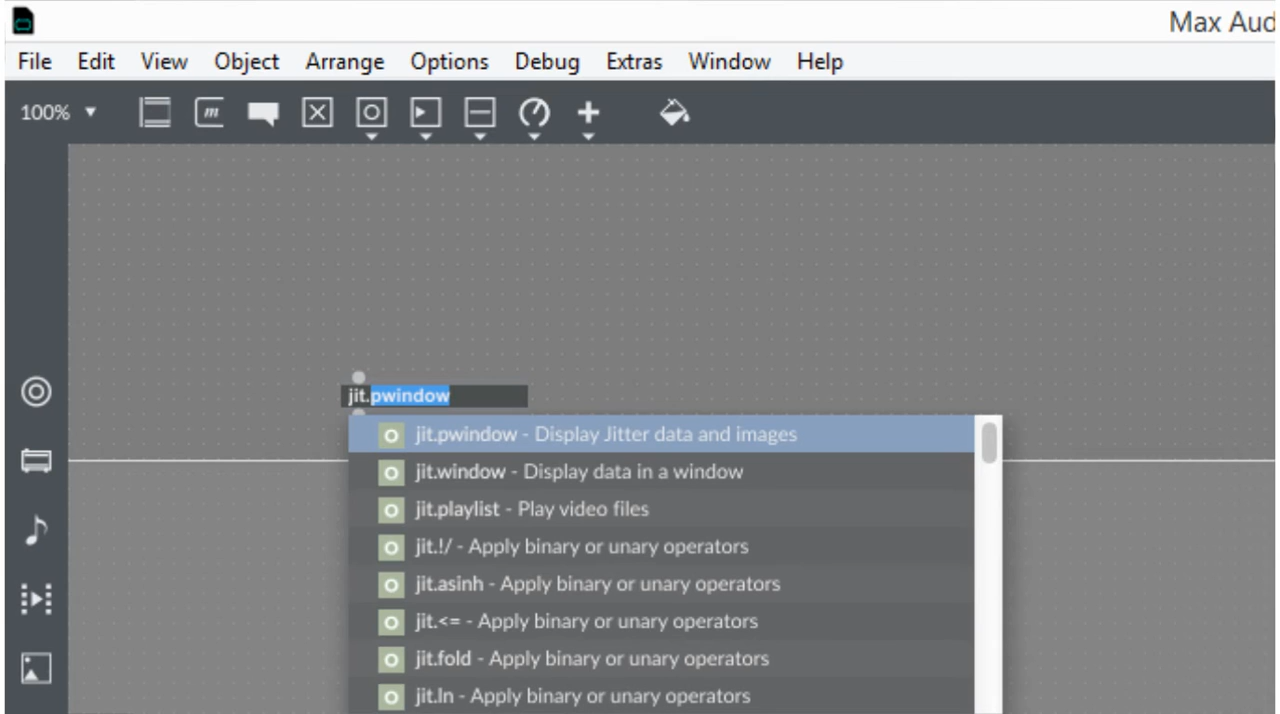 Max Aud
File Edit View Object Arrange Options Debug Extras Window Help
100%
m
jit.pwindow
jit.pwindow - Display Jitter data and images
jit.window - Display data in a window
jit.playlist - Play video files
jit.!/ - Apply binary or unary operators
jit.asinh - Apply binary or unary operators
jit.<= - Apply binary or unary operators
jit.fold - Apply binary or unary operators
jit.ln - Apply binary or unary operators